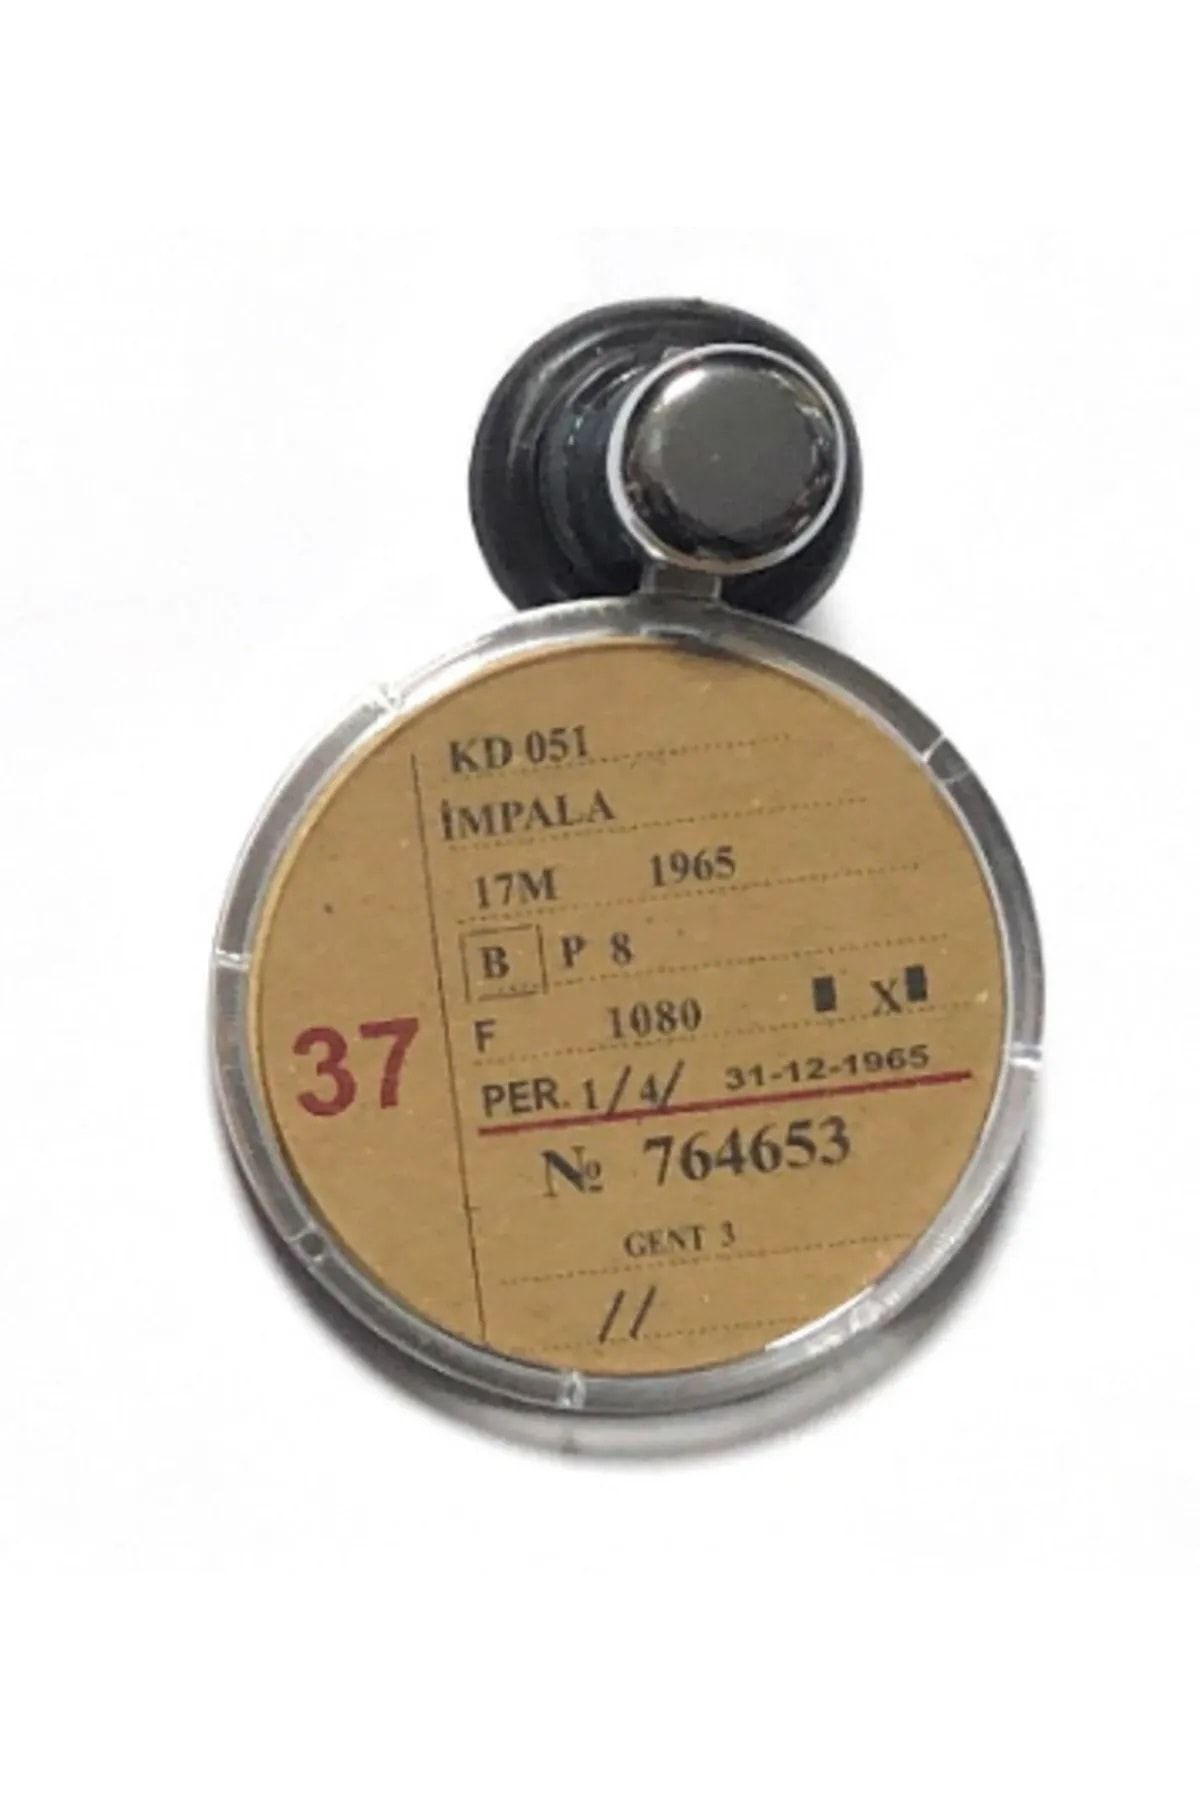 KD 051
İMPALA
17M 1965
B P 8
F 1080 ▮ X▮
37
PER. 1/4/ 31-12-1965
№ 764653
GENT 3
//